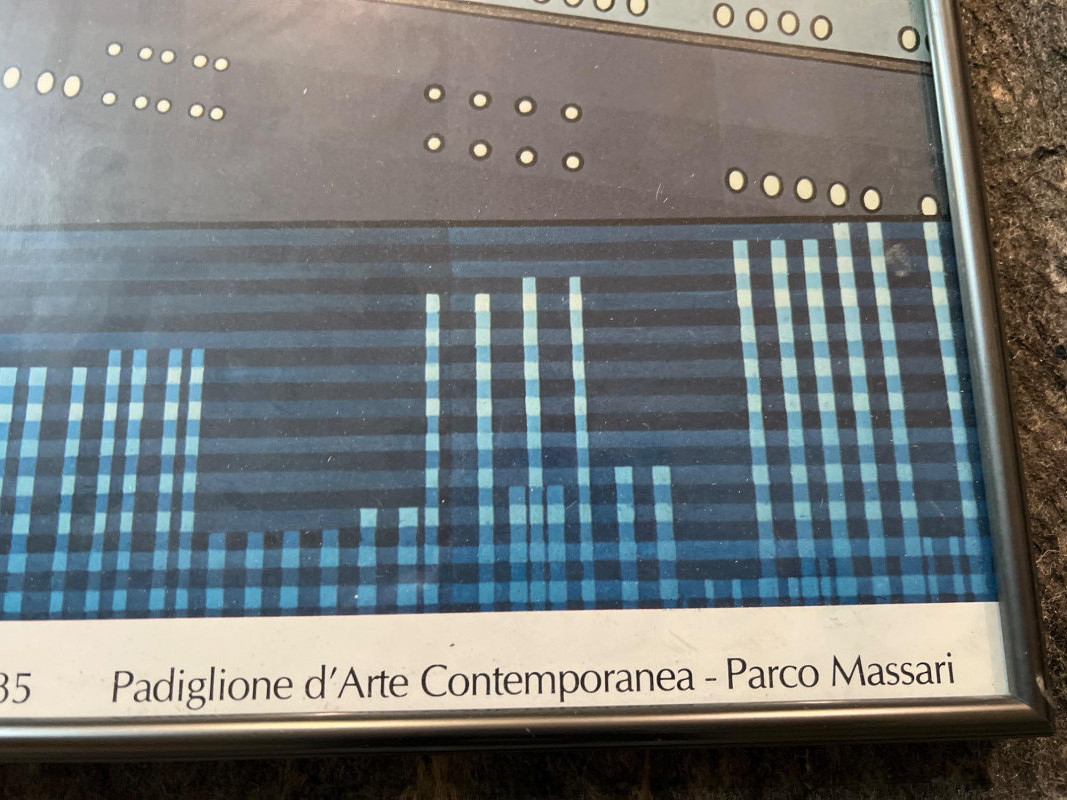 35 Padiglione d'Arte Contemporanea - Parco Massari